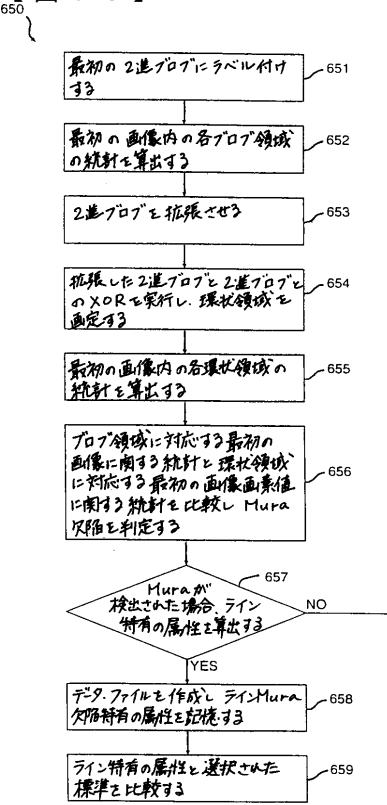 650
最初の2進ブロブにラベル付け
する
651
最初の画像内の各ブロブ領域
の統計を算出する
652
2進ブロブを拡張させる
653
拡張した2進ブロブと2進ブロブと
のXORを実行し、環状領域を
画定する
654
最初の画像内の各環状領域の
統計を算出する
655
ブロブ領域に対応する最初の
画像に関する統計と環状領域
に対応する最初の画像画素値
に関する統計を比較しMura
欠陥を判定する
656
Muraが
検出された場合、ライン
特有の属性を算出する
657
NO
YES
データ・ファイルを作成しラインMura
欠陥特有の属性を記憶する
658
ライン特有の属性と選択された
標準を比較する
659